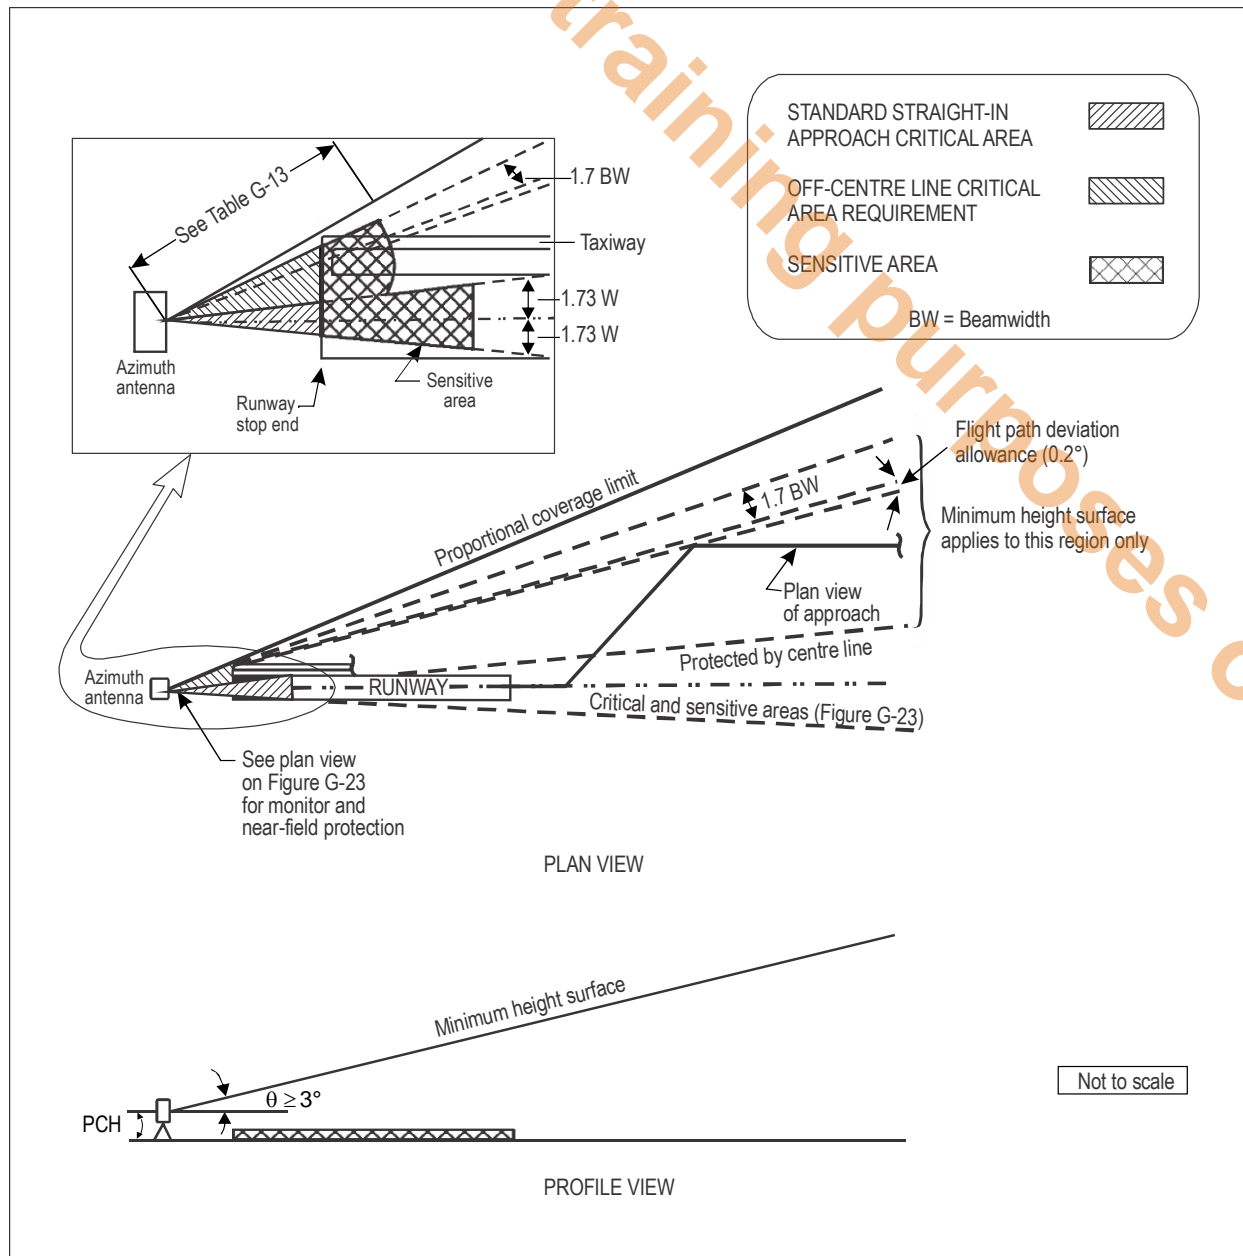 training purposes o
STANDARD STRAIGHT-IN
APPROACH CRITICAL AREA
OFF-CENTRE LINE CRITICAL
AREA REQUIREMENT
SENSITIVE AREA
BW = Beamwidth
See Table G-13
1.7 BW
Taxiway
1.73 W
1.73 W
Azimuth
antenna
Runway
stop end
Sensitive
area
Flight path deviation
allowance (0.2°)
Proportional coverage limit
1.7 BW
Minimum height surface
applies to this region only
Plan view
of approach
Protected by centre line
Azimuth
antenna
RUNWAY
Critical and sensitive areas (Figure G-23)
See plan view
on Figure G-23
for monitor and
near-field protection
PLAN VIEW
Minimum height surface
θ ≥ 3°
PCH
Not to scale
PROFILE VIEW